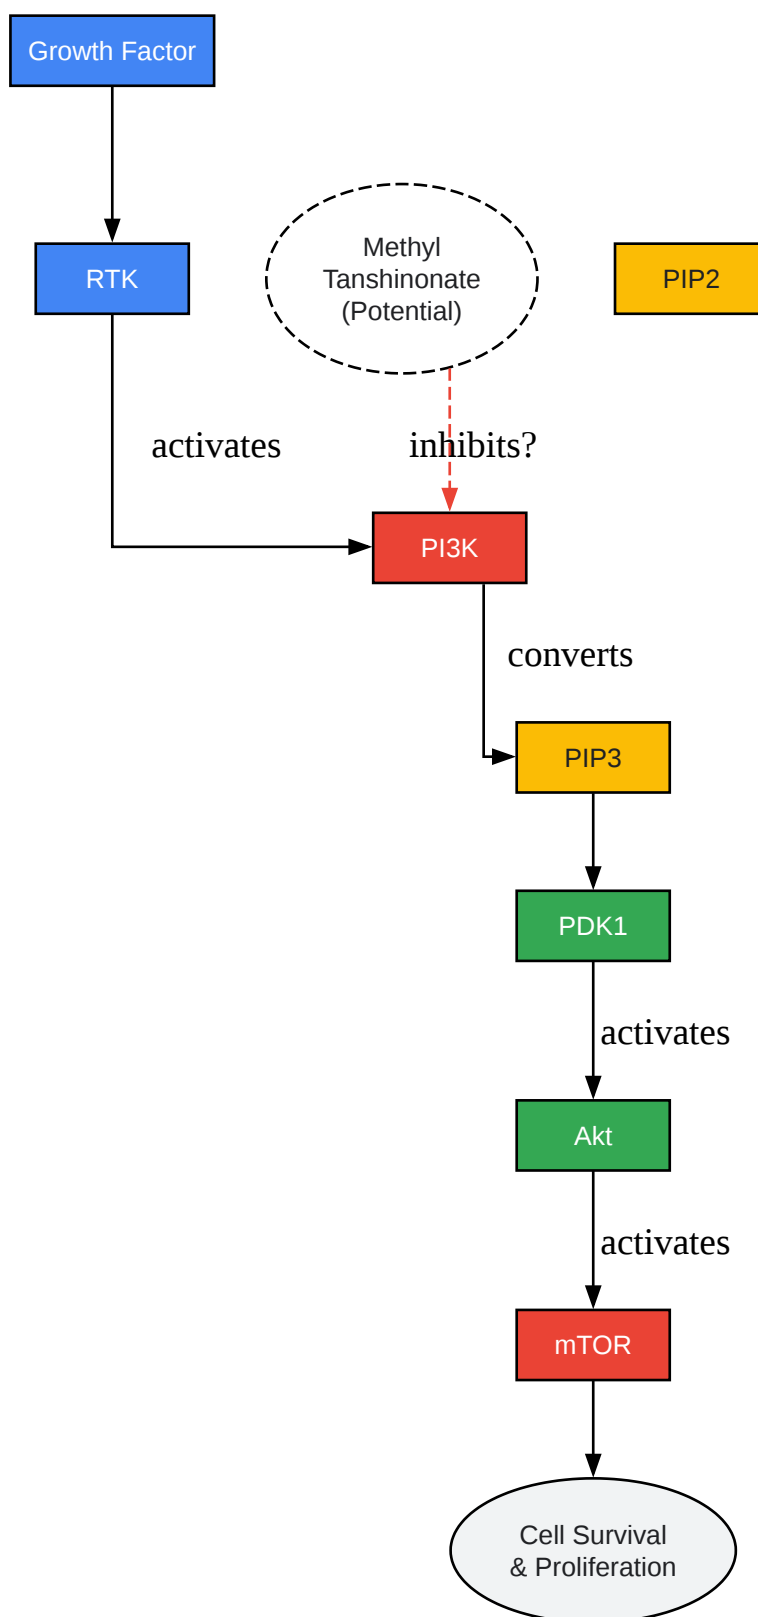 Growth Factor
RTK
Methyl
Tanshinonate
(Potential)
PIP2
activates
inhibits?
PI3K
converts
PIP3
PDK1
activates
Akt
activates
mTOR
Cell Survival
& Proliferation